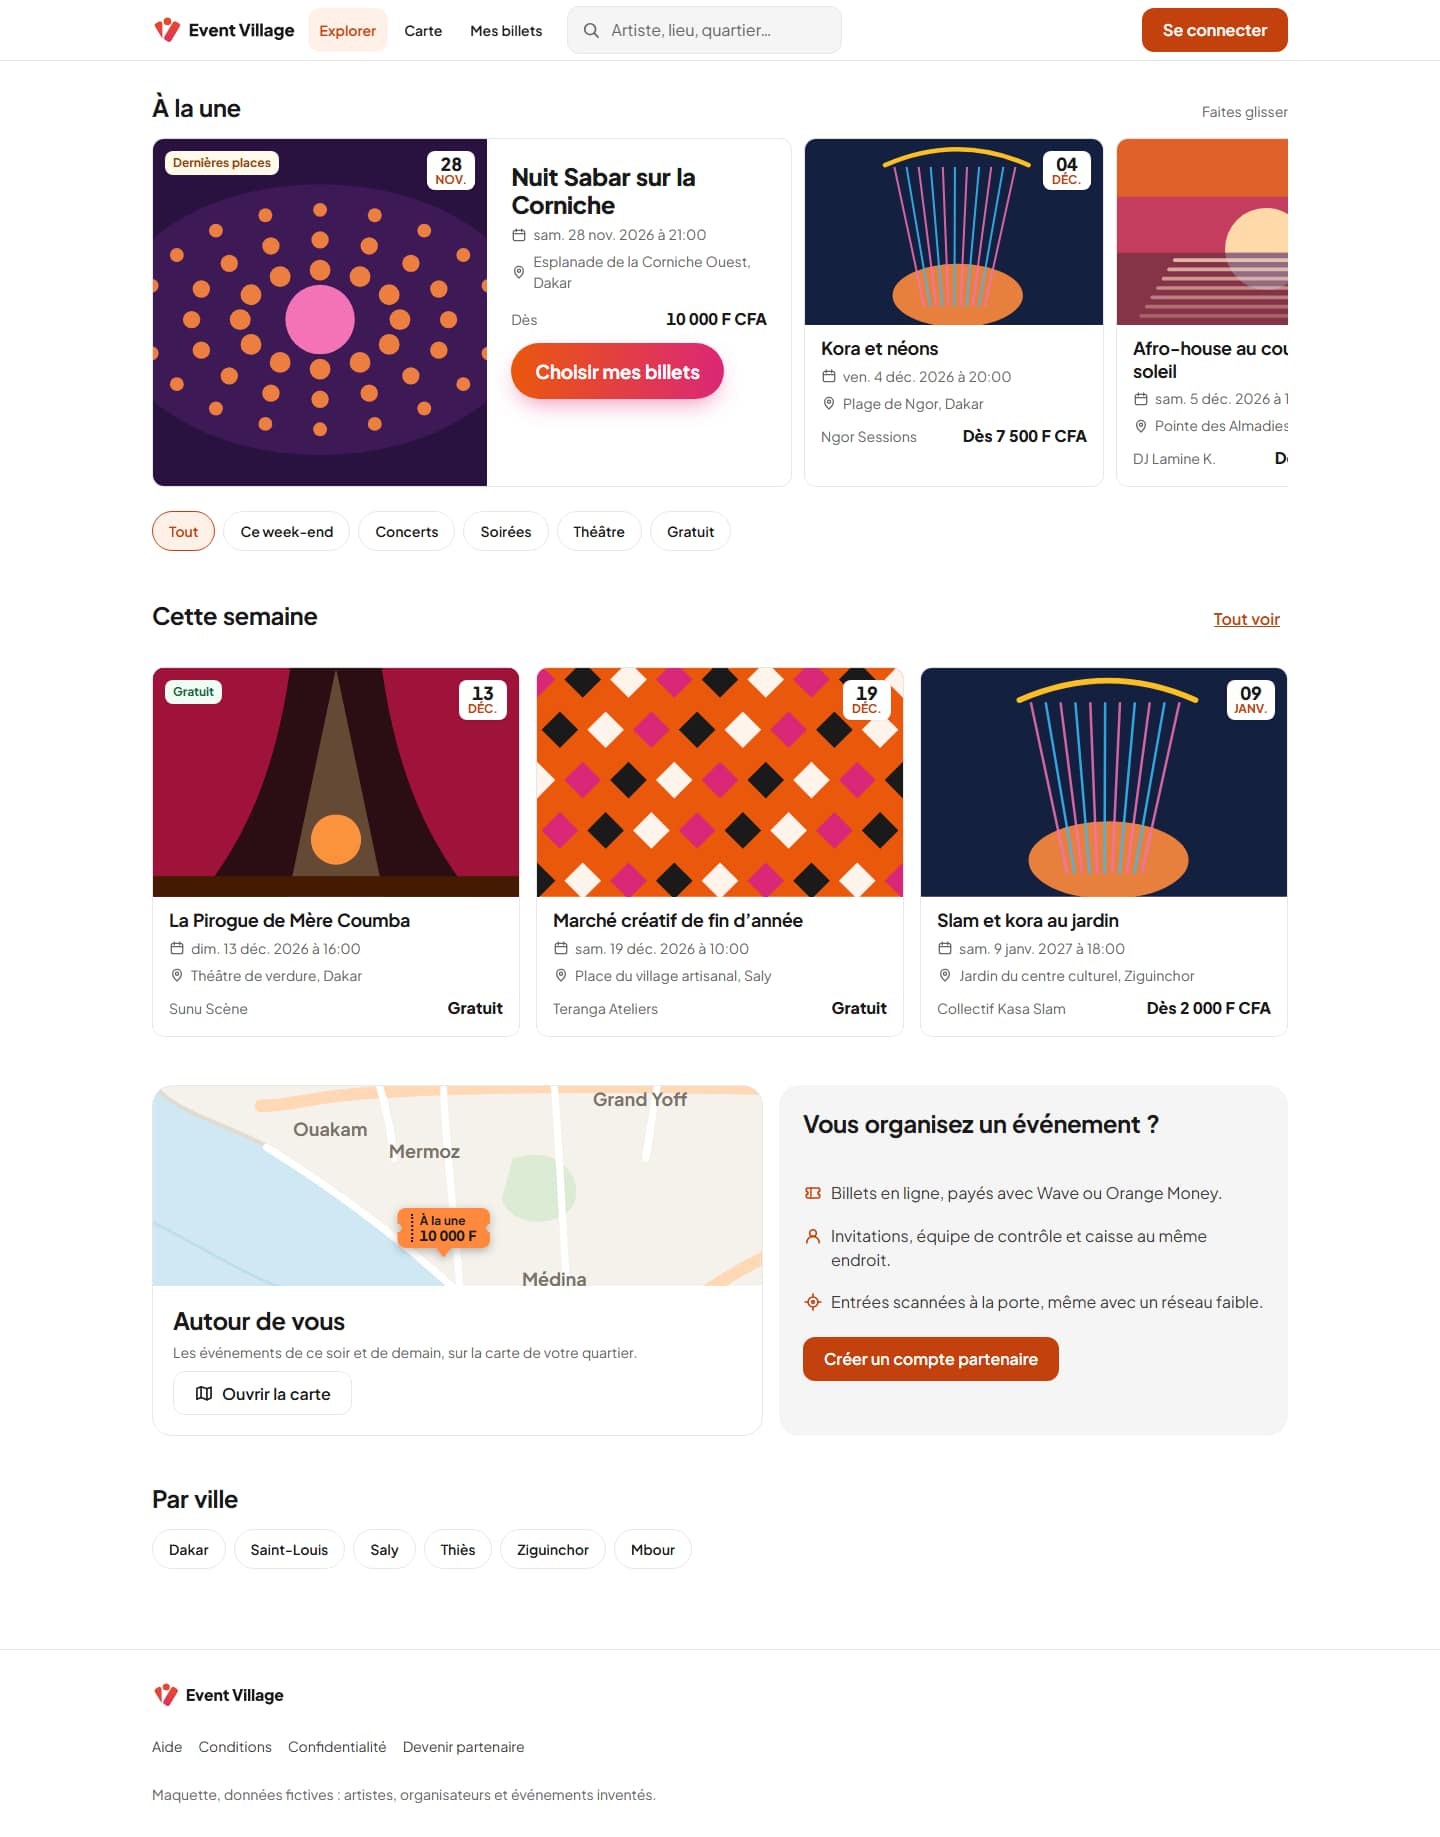 Event Village
Explorer
Carte
Mes billets
Artiste, lieu, quartier...
Se connecter
À la une
Faites glisser
Dernières places
28
NOV.
Nuit Sabar sur la
Corniche
sam. 28 nov. 2026 à 21:00
Esplanade de la Corniche Ouest,
Dakar
Dès
10 000 F CFA
Choisir mes billets
04
DÉC.
Kora et néons
ven. 4 déc. 2026 à 20:00
Plage de Ngor, Dakar
Ngor Sessions
Dès 7 500 F CFA
Afro-house au cou
soleil
sam. 5 déc. 2026 à 1
Pointe des Almadies
DJ Lamine K.
Tout
Ce week-end
Concerts
Soirées
Théâtre
Gratuit
Cette semaine
Tout voir
Gratuit
13
DÉC.
La Pirogue de Mère Coumba
dim. 13 déc. 2026 à 16:00
Théâtre de verdure, Dakar
Sunu Scène
Gratuit
19
DÉC.
Marché créatif de fin d’année
sam. 19 déc. 2026 à 10:00
Place du village artisanal, Saly
Teranga Ateliers
Gratuit
09
JANV.
Slam et kora au jardin
sam. 9 janv. 2027 à 18:00
Jardin du centre culturel, Ziguinchor
Collectif Kasa Slam
Dès 2 000 F CFA
Grand Yoff
Ouakam
Mermoz
À la une
10 000 F
Médina
Autour de vous
Les événements de ce soir et de demain, sur la carte de votre quartier.
Ouvrir la carte
Vous organisez un événement ?
Billets en ligne, payés avec Wave ou Orange Money.
Invitations, équipe de contrôle et caisse au même
endroit.
Entrées scannées à la porte, même avec un réseau faible.
Créer un compte partenaire
Par ville
Dakar
Saint-Louis
Saly
Thiès
Ziguinchor
Mbour
Event Village
Aide
Conditions
Confidentialité
Devenir partenaire
Maquette, données fictives : artistes, organisateurs et événements inventés.